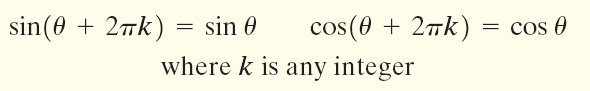 sin(θ + 2πk) = sin θ cos(θ + 2πk) = cos θ
where k is any integer